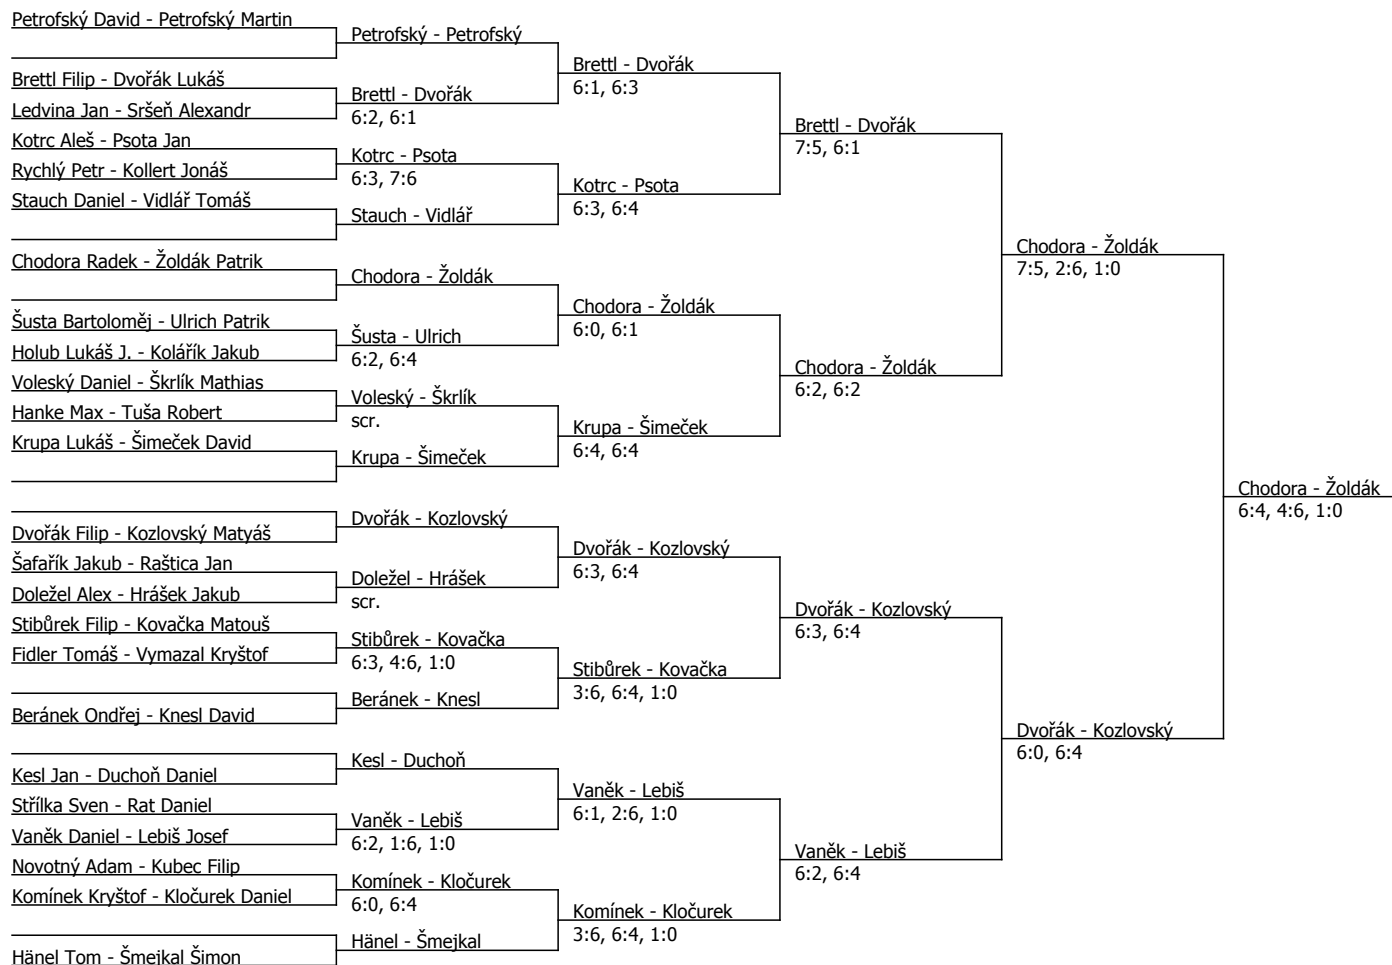 Petrofský David - Petrofský Martin
Brettl Filip - Dvořák Lukáš
Ledvina Jan - Sršeň Alexandr
Kotrc Aleš - Psota Jan
Rychlý Petr - Kollert Jonáš
Stauch Daniel - Vidlář Tomáš
Chodora Radek - Žoldák Patrik
Šusta Bartoloměj - Ulrich Patrik
Holub Lukáš J. - Kolářík Jakub
Voleský Daniel - Škrlík Mathias
Hanke Max - Tuša Robert
Krupa Lukáš - Šimeček David
Dvořák Filip - Kozlovský Matyáš
Šafařík Jakub - Raštica Jan
Doležel Alex - Hrášek Jakub
Stibůrek Filip - Kovačka Matouš
Fidler Tomáš - Vymazal Kryštof
Beránek Ondřej - Knesl David
Kesl Jan - Duchoň Daniel
Střílka Sven - Rat Daniel
Vaněk Daniel - Lebiš Josef
Novotný Adam - Kubec Filip
Komínek Kryštof - Kločurek Daniel
Hänel Tom - Šmejkal Šimon
Petrofský - Petrofský
Brettl - Dvořák
6:2, 6:1
Kotrc - Psota
6:3, 7:6
Stauch - Vidlář
Chodora - Žoldák
Šusta - Ulrich
6:2, 6:4
Voleský - Škrlík
scr.
Krupa - Šimeček
Dvořák - Kozlovský
Doležel - Hrášek
scr.
Stibůrek - Kovačka
6:3, 4:6, 1:0
Beránek - Knesl
Kesl - Duchoň
Vaněk - Lebiš
6:2, 1:6, 1:0
Komínek - Kločurek
6:0, 6:4
Hänel - Šmejkal
Brettl - Dvořák
6:1, 6:3
Kotrc - Psota
6:3, 6:4
Chodora - Žoldák
6:0, 6:1
Krupa - Šimeček
6:4, 6:4
Dvořák - Kozlovský
6:3, 6:4
Stibůrek - Kovačka
3:6, 6:4, 1:0
Vaněk - Lebiš
6:1, 2:6, 1:0
Komínek - Kločurek
3:6, 6:4, 1:0
Brettl - Dvořák
7:5, 6:1
Chodora - Žoldák
6:2, 6:2
Dvořák - Kozlovský
6:3, 6:4
Vaněk - Lebiš
6:2, 6:4
Chodora - Žoldák
7:5, 2:6, 1:0
Dvořák - Kozlovský
6:0, 6:4
Chodora - Žoldák
6:4, 4:6, 1:0